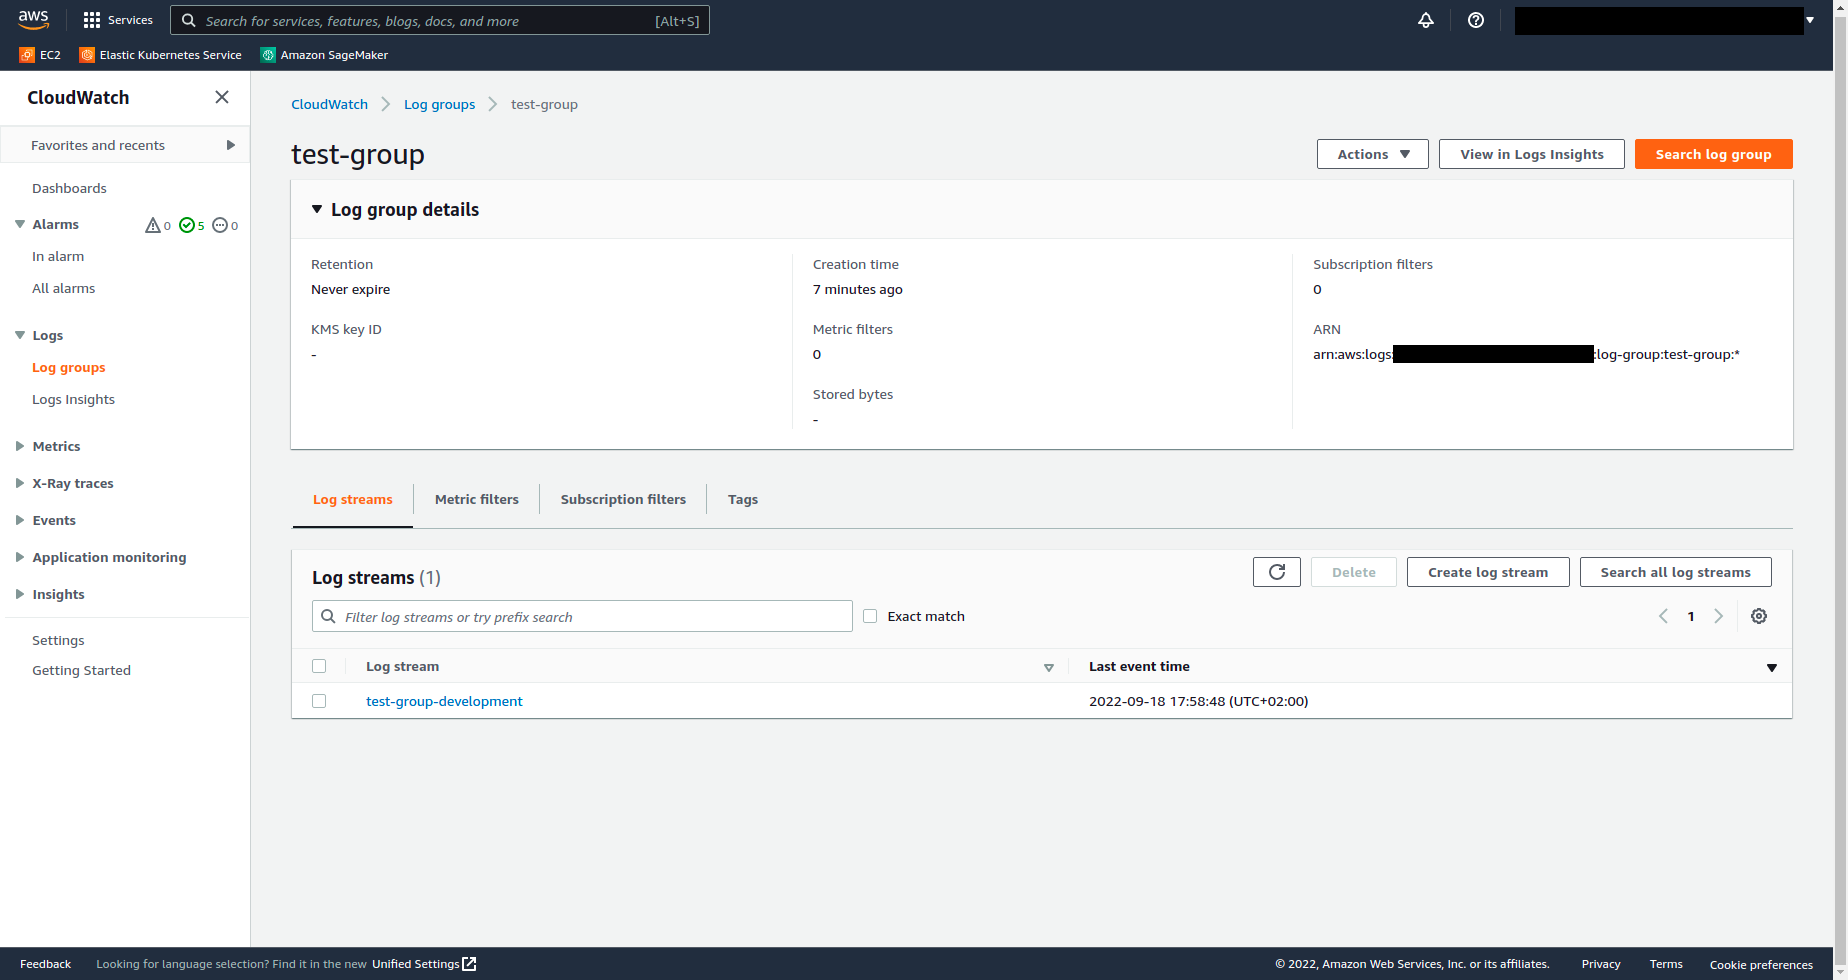 aws Services Search for services, features, blogs, docs, and more [Alt+S]
EC2 Elastic Kubernetes Service Amazon SageMaker
CloudWatch
Favorites and recents
Dashboards
Alarms 0 5 0
In alarm
All alarms
Logs
Log groups
Logs Insights
Metrics
X-Ray traces
Events
Application monitoring
Insights
Settings
Getting Started
CloudWatch Log groups test-group
test-group
Actions View in Logs Insights Search log group
Log group details
Retention
Never expire
KMS key ID
-
Creation time
7 minutes ago
Metric filters
0
Stored bytes
-
Subscription filters
0
ARN
arn:aws:logs: :log-group:test-group:*
Log streams Metric filters Subscription filters Tags
Log streams (1)
Delete Create log stream Search all log streams
Filter log streams or try prefix search Exact match 1
Log stream Last event time
test-group-development 2022-09-18 17:58:48 (UTC+02:00)
Feedback Looking for language selection? Find it in the new Unified Settings © 2022, Amazon Web Services, Inc. or its affiliates. Privacy Terms Cookie preferences